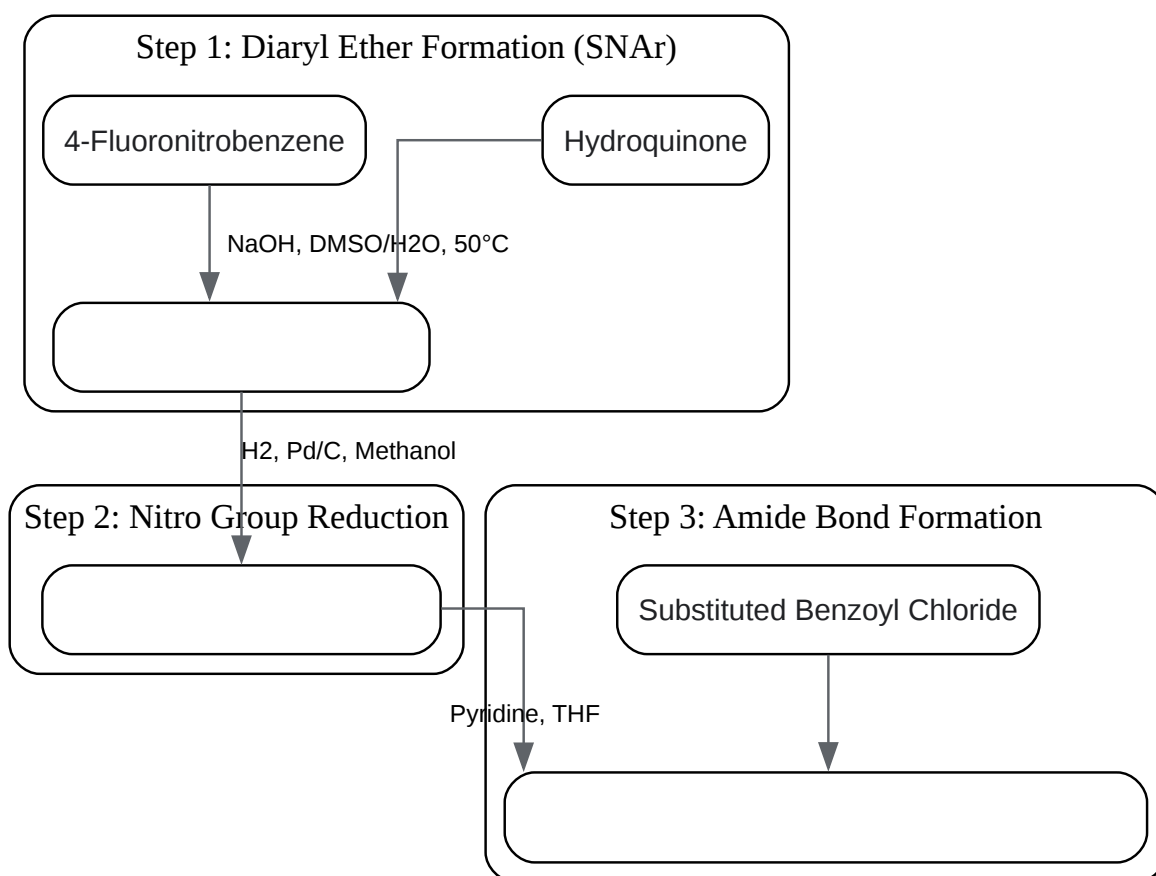 Step 1: Diaryl Ether Formation (SNAr)
4-Fluoronitrobenzene
Hydroquinone
NaOH, DMSO/H2O, 50°C
H2, Pd/C, Methanol
Step 2: Nitro Group Reduction
Step 3: Amide Bond Formation
Substituted Benzoyl Chloride
Pyridine, THF